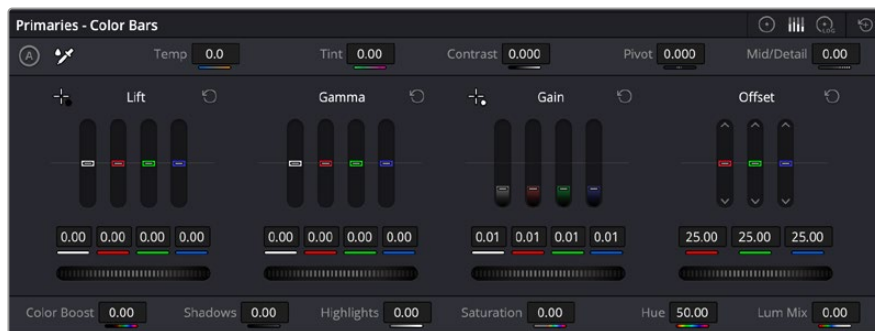 Primaries - Color Bars
LOG
A Temp 0.0 Tint 0.00 Contrast 0.000 Pivot 0.000 Mid/Detail 0.00
Lift Gamma Gain Offset
0.00 0.00 0.00 0.00 0.00 0.00 0.00 0.00 0.01 0.01 0.01 0.01 25.00 25.00 25.00
Color Boost 0.00 Shadows 0.00 Highlights 0.00 Saturation 0.00 Hue 50.00 Lum Mix 0.00